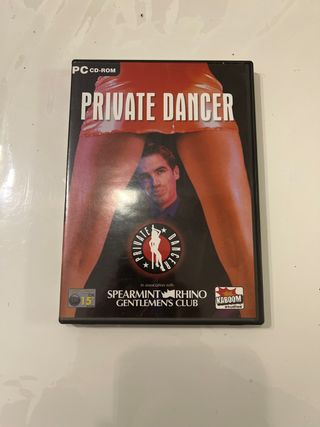 PC CD-ROM
PRIVATE DANCER
PRIVATE DANCER
In association with
SPEARMINT RHINO
GENTLEMEN'S CLUB
15
KABOOM